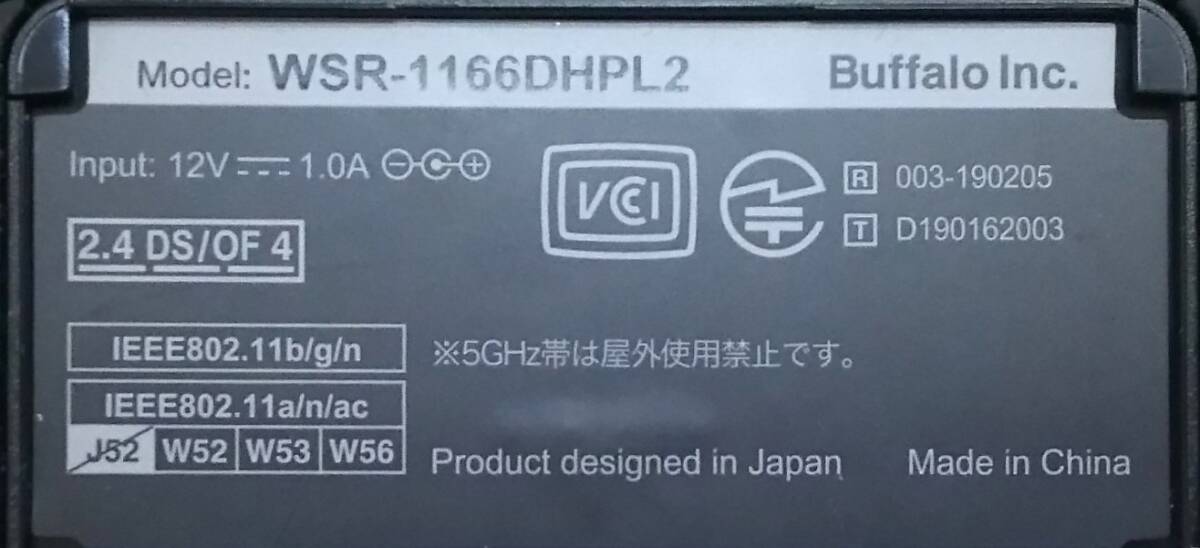 Model: WSR-1166DHPL2 Buffalo Inc.
Input: 12V 1.0A
VCCI
R 003-190205
T D190162003
2.4 DS/OF 4
IEEE802.11b/g/n
※5GHz帯は屋外使用禁止です。
IEEE802.11a/n/ac
J52 W52 W53 W56
Product designed in Japan Made in China